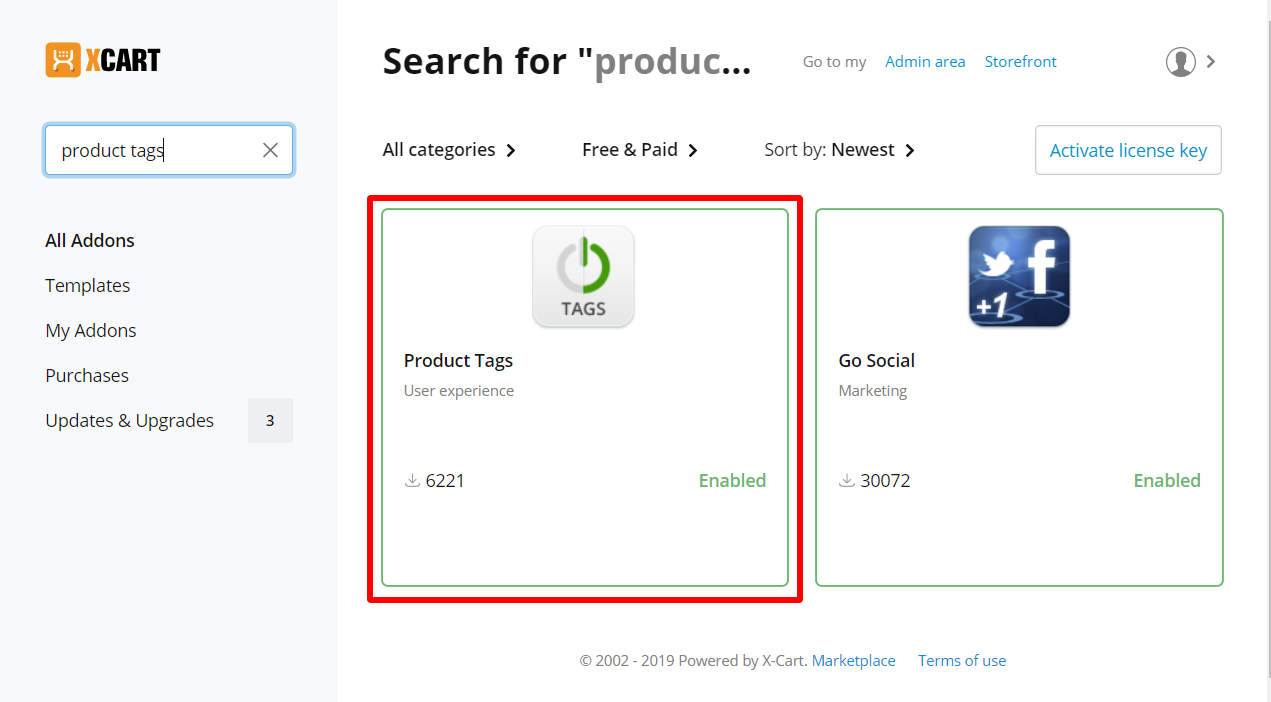 XCART
product tags
All Addons
Templates
My Addons
Purchases
Updates & Upgrades 3
Search for "produc...
Go to my Admin area Storefront
All categories Free & Paid Sort by: Newest Activate license key
TAGS
Product Tags
User experience
6221 Enabled
+1
Go Social
Marketing
30072 Enabled
© 2002 - 2019 Powered by X-Cart. Marketplace Terms of use